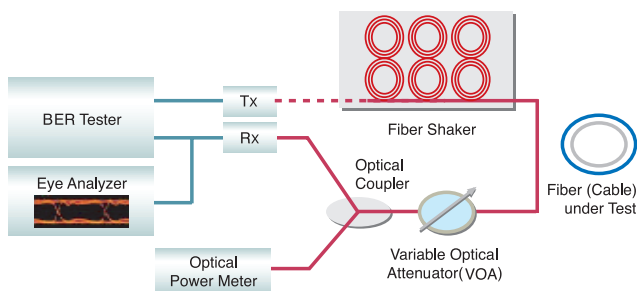 BER Tester
Tx
Rx
Fiber Shaker
Eye Analyzer
Optical
Coupler
Fiber (Cable)
under Test
Optical
Power Meter
Variable Optical
Attenuator(VOA)